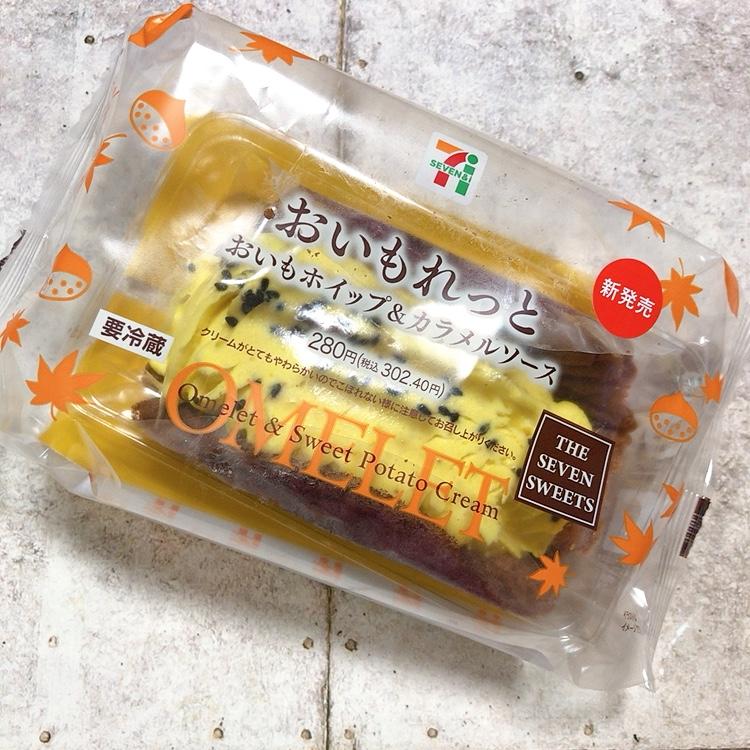 SEVEN&i
おいもれっと
おいもホイップ&カラメルソース
新発売
要冷蔵
280円(税込 302.40円)
クリームがとてもやわらかいのでこぼれない様に注意してお召し上がりください。
OMELET
Omelet & Sweet Potato Cream
THE
SEVEN
SWEETS